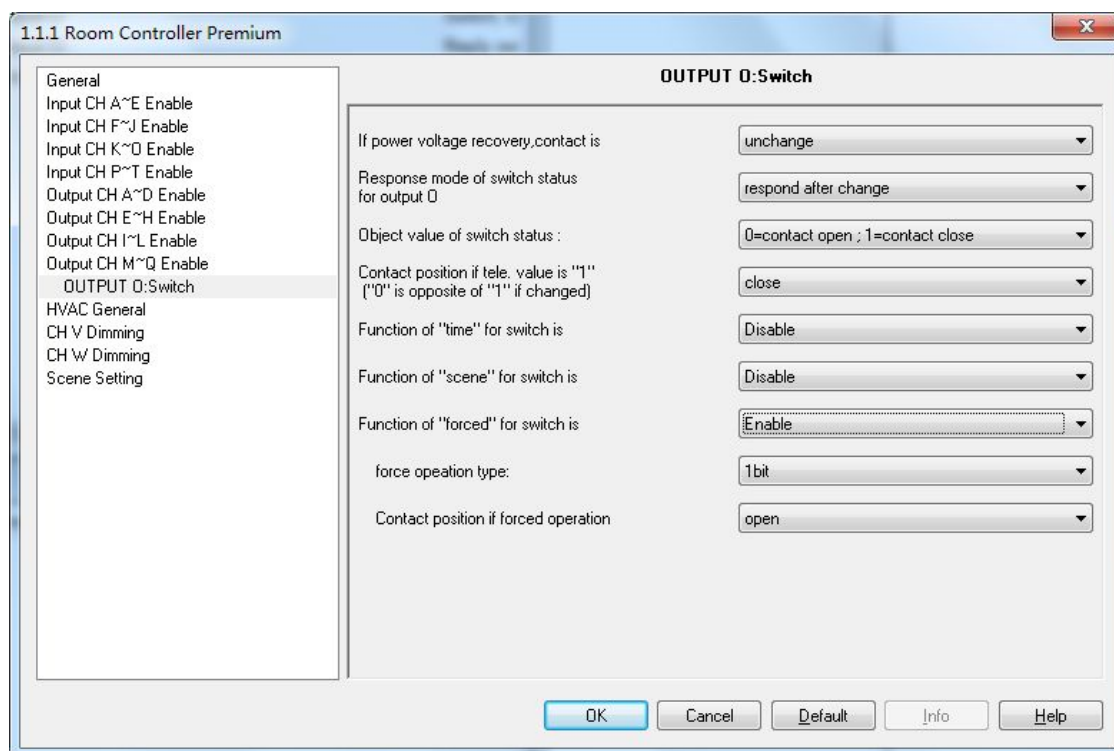 1.1.1 Room Controller Premium
General
Input CH A~E Enable
Input CH F~J Enable
Input CH K~O Enable
Input CH P~T Enable
Output CH A~D Enable
Output CH E~H Enable
Output CH I~L Enable
Output CH M~Q Enable
OUTPUT O:Switch
HVAC General
CH V Dimming
CH W Dimming
Scene Setting
OUTPUT O:Switch
If power voltage recovery,contact is
unchange
Response mode of switch status
for output O
respond after change
Object value of switch status :
0=contact open ; 1=contact close
Contact position if tele. value is "1"
("0" is opposite of "1" if changed)
close
Function of "time" for switch is
Disable
Function of "scene" for switch is
Disable
Function of "forced" for switch is
Enable
force opeation type:
1bit
Contact position if forced operation
open
OK
Cancel
Default
Info
Help